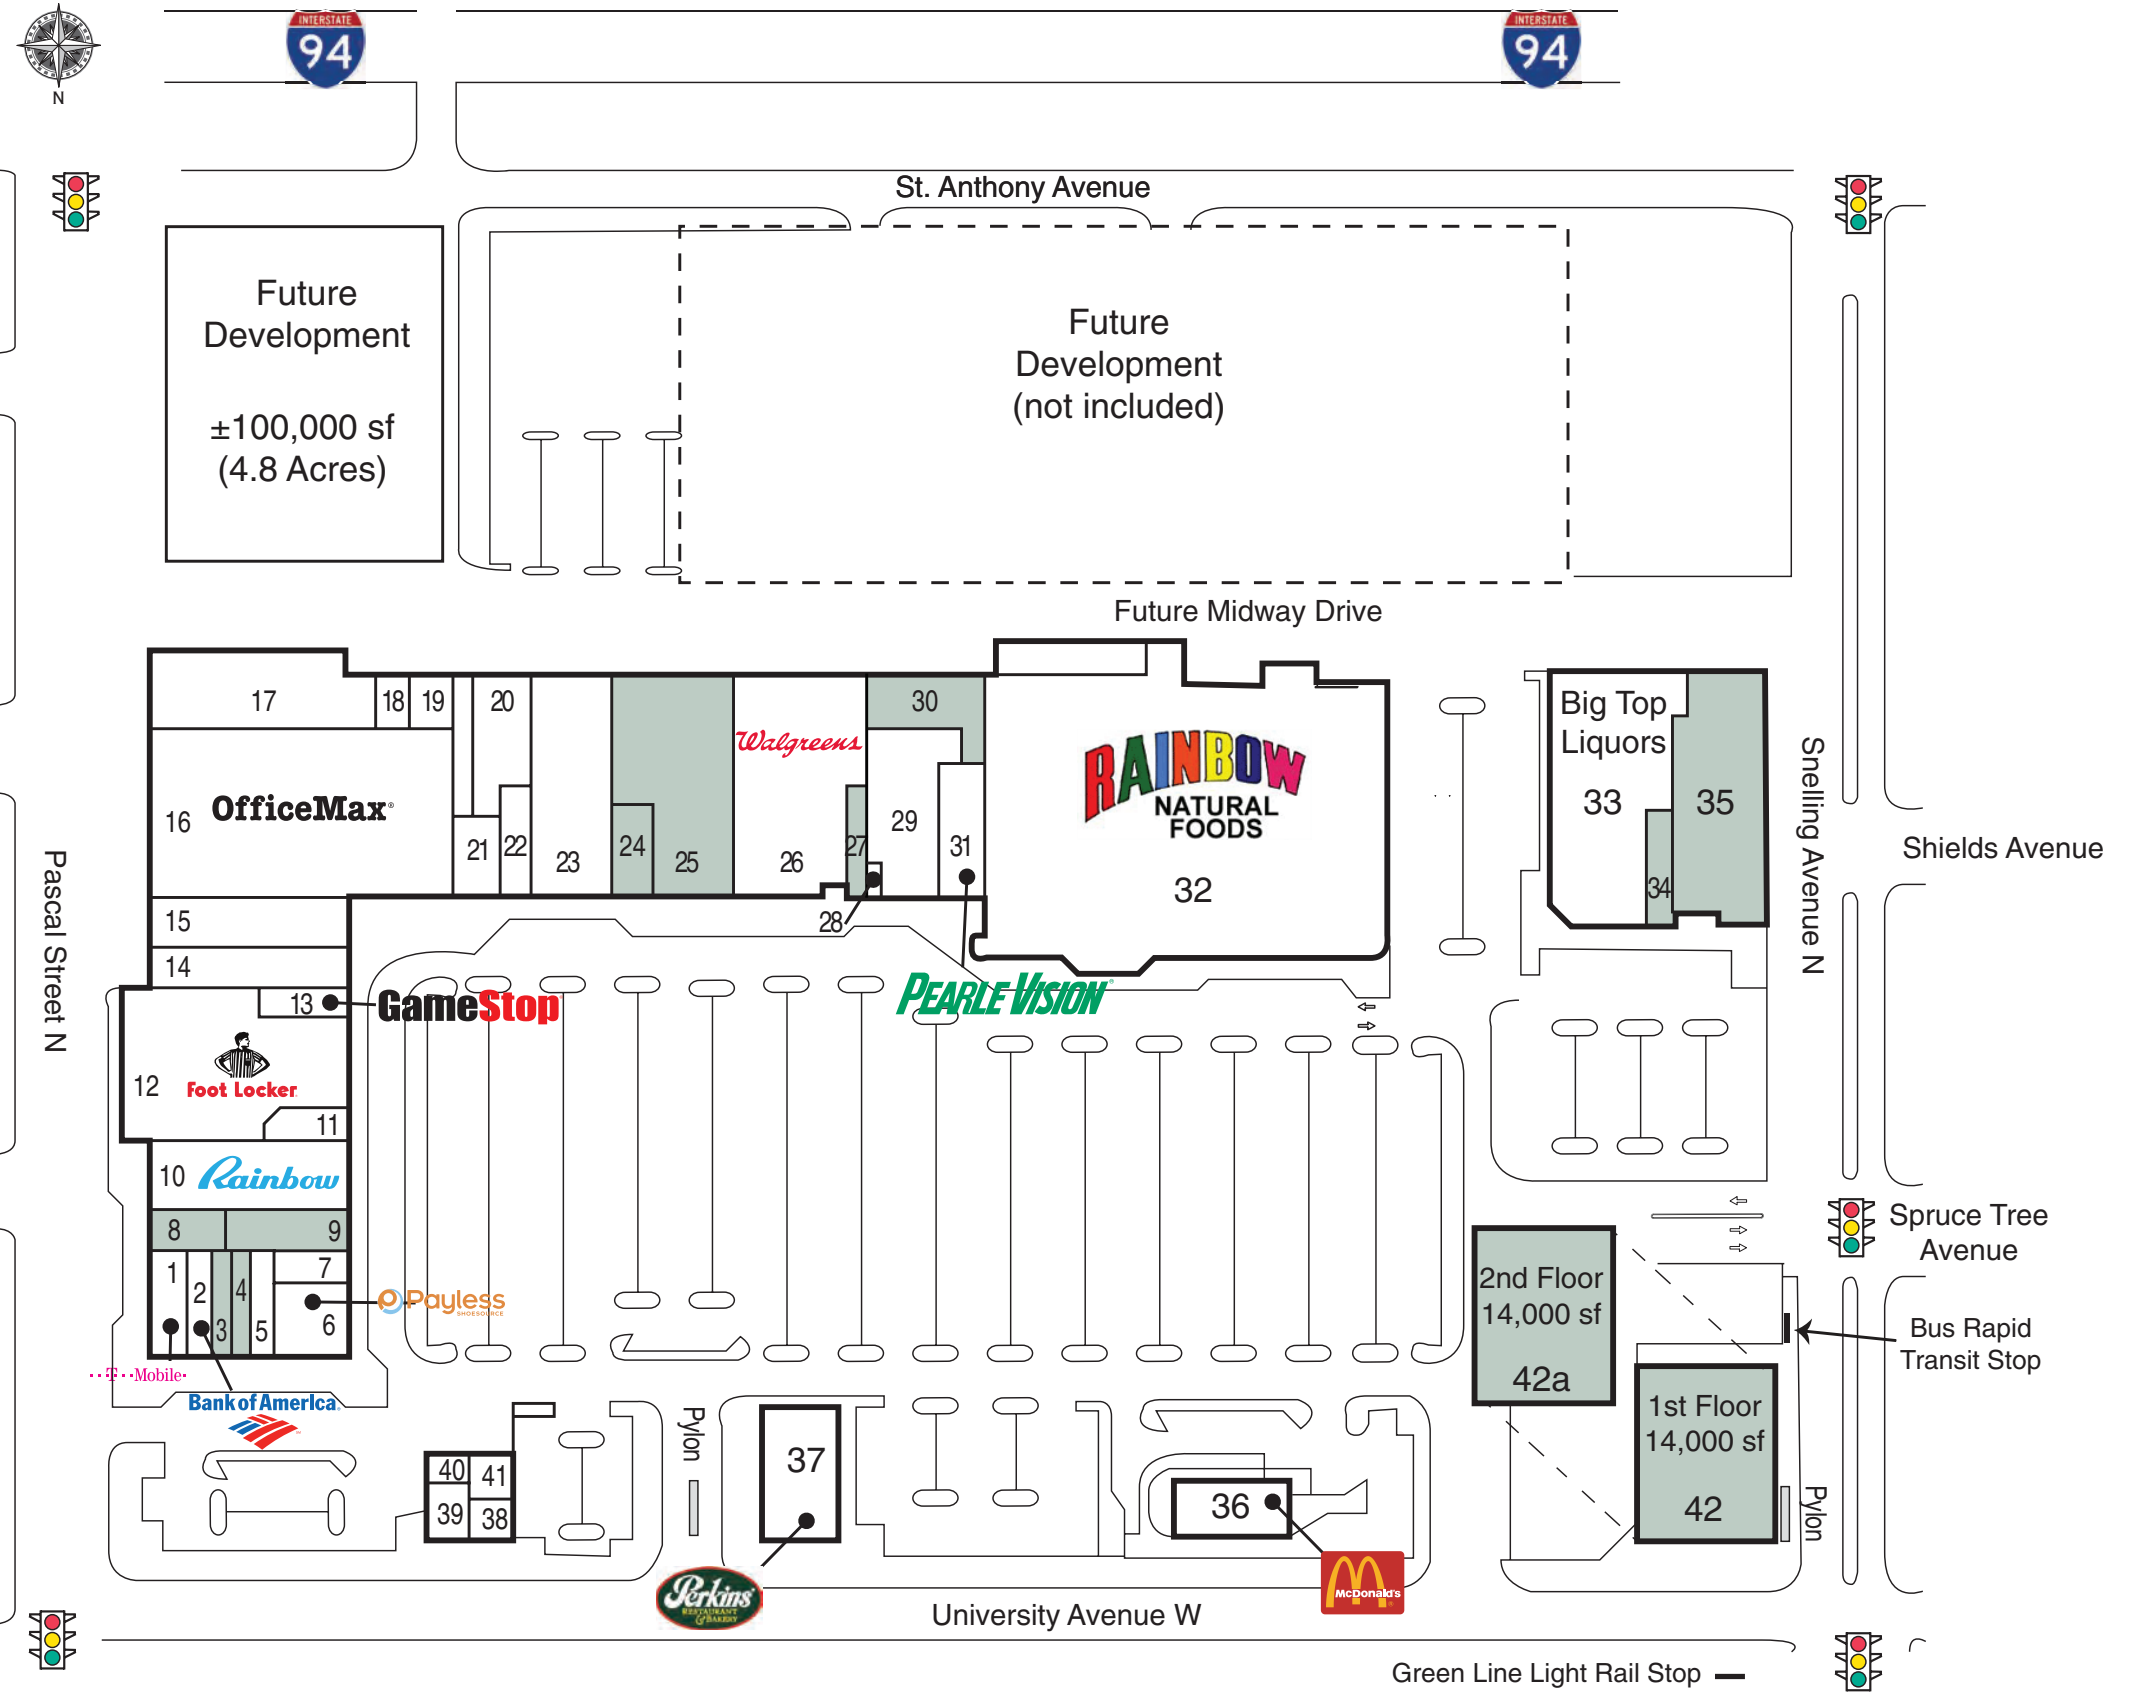 INTERSTATE
94
INTERSTATE
94
N
St. Anthony Avenue
Future
Development
±100,000 sf
(4.8 Acres)
Future
Development
(not included)
Future Midway Drive
17
18
19
20
30
Walgreens
RAINBOW
NATURAL
FOODS
32
Big Top
Liquors
33
35
34
16
OfficeMax
21
22
23
24
25
26
27
28
29
31
Snelling Avenue N
Shields Avenue
Pascal Street N
15
14
13
GameStop
PEARLE VISION
12
Foot Locker
11
10
Rainbow
8
9
1
2
3
4
5
7
6
Payless
SHOESOURCE
T-Mobile
Bank of America
Spruce Tree
Avenue
2nd Floor
14,000 sf
42a
Bus Rapid
Transit Stop
1st Floor
14,000 sf
42
Pylon
40
41
39
38
Pylon
37
36
Perkins
RESTAURANT
& BAKERY
McDonald's
University Avenue W
Green Line Light Rail Stop